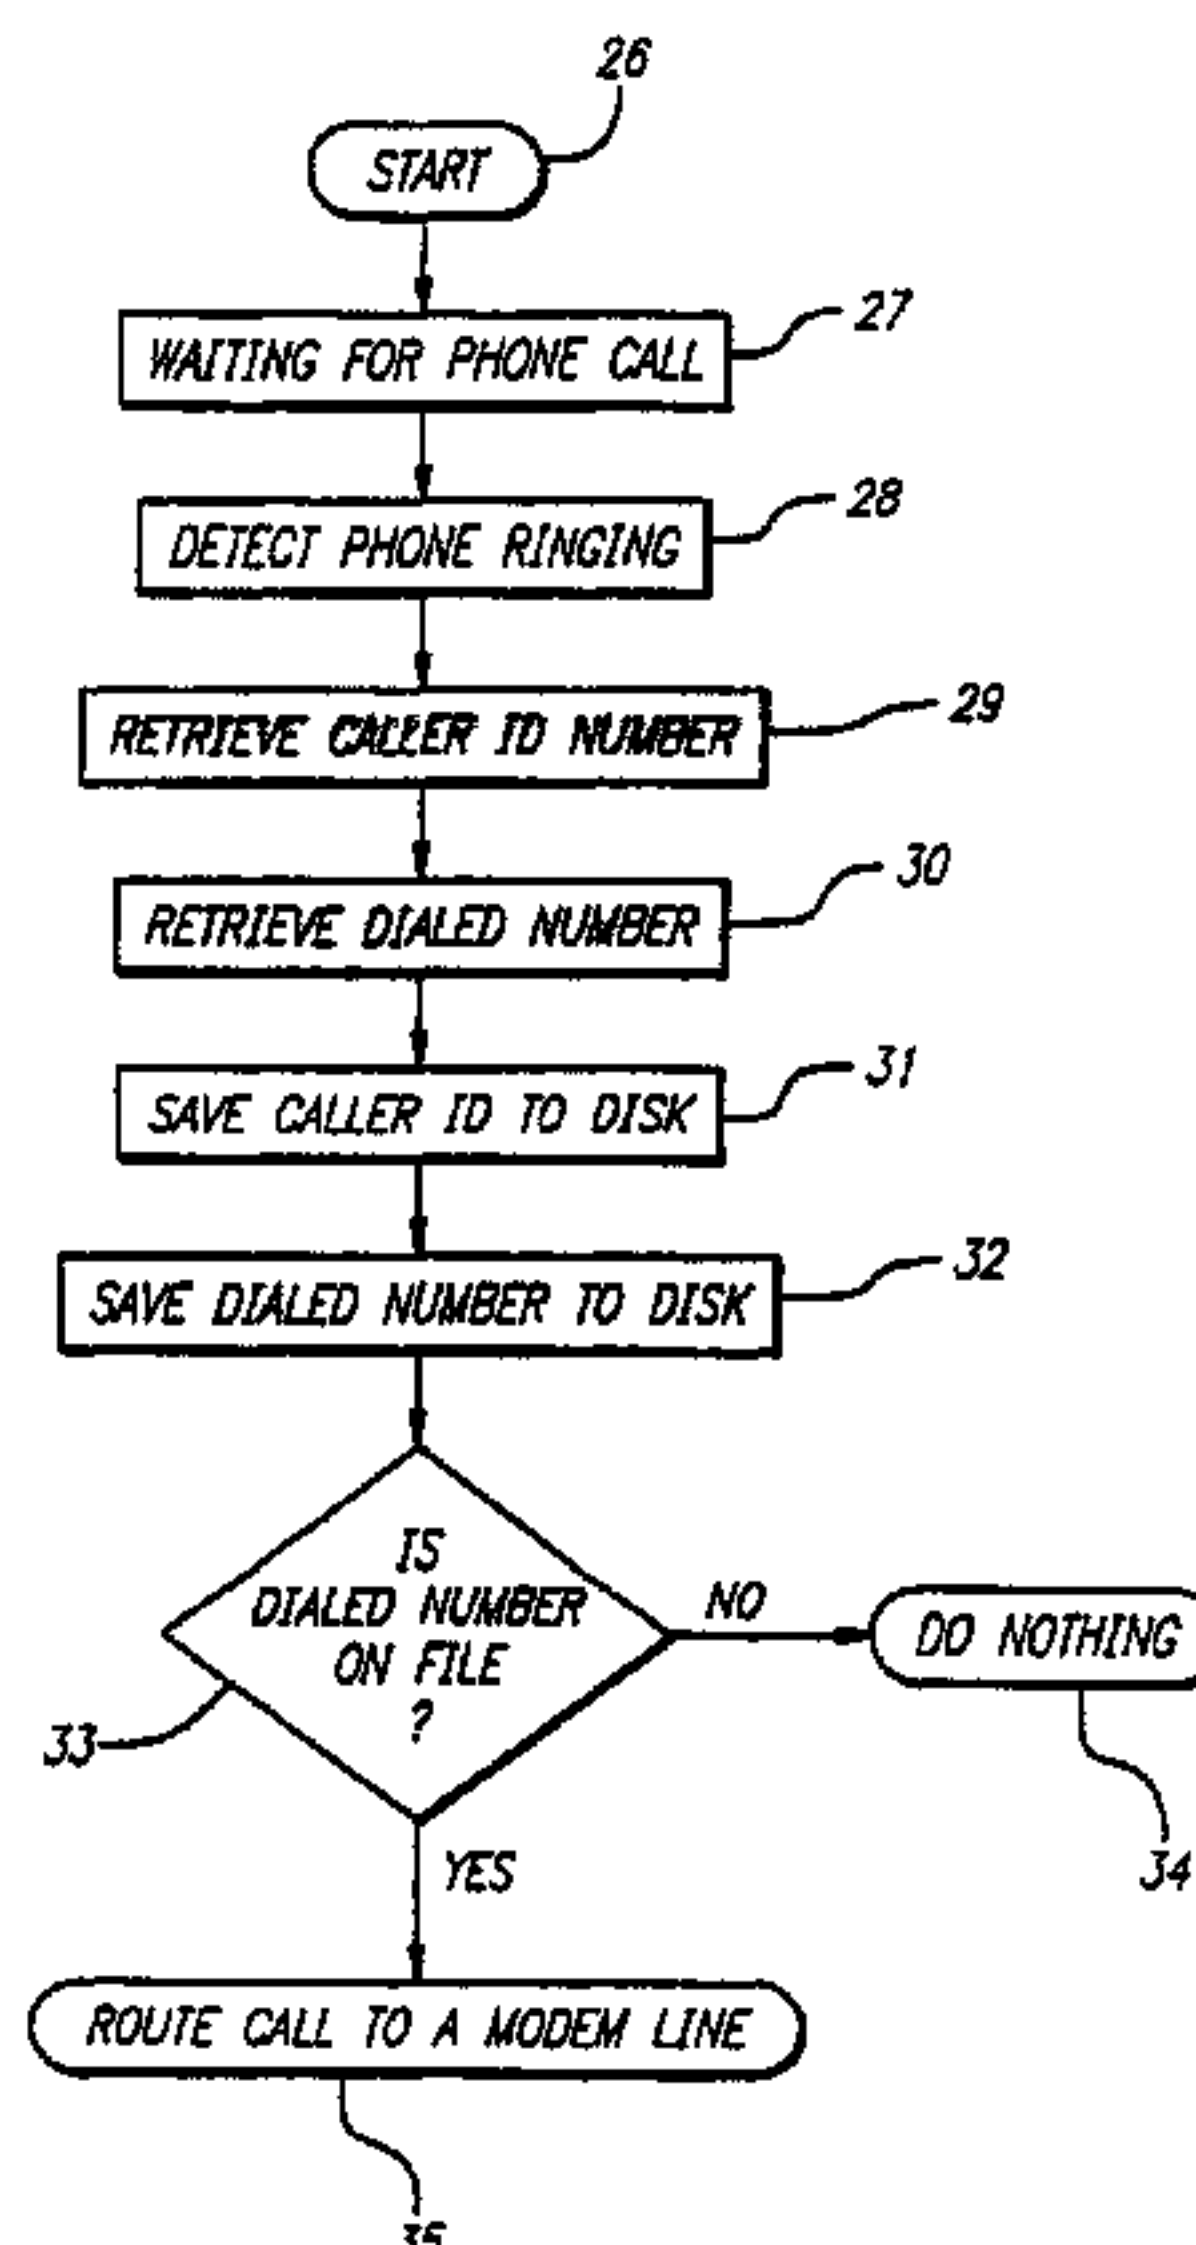 26
START
27
WAITING FOR PHONE CALL
28
DETECT PHONE RINGING
29
RETRIEVE CALLER ID NUMBER
30
RETRIEVE DIALED NUMBER
31
SAVE CALLER ID TO DISK
32
SAVE DIALED NUMBER TO DISK
IS
DIALED NUMBER
ON FILE
?
NO
DO NOTHING
33
34
YES
ROUTE CALL TO A MODEM LINE
35